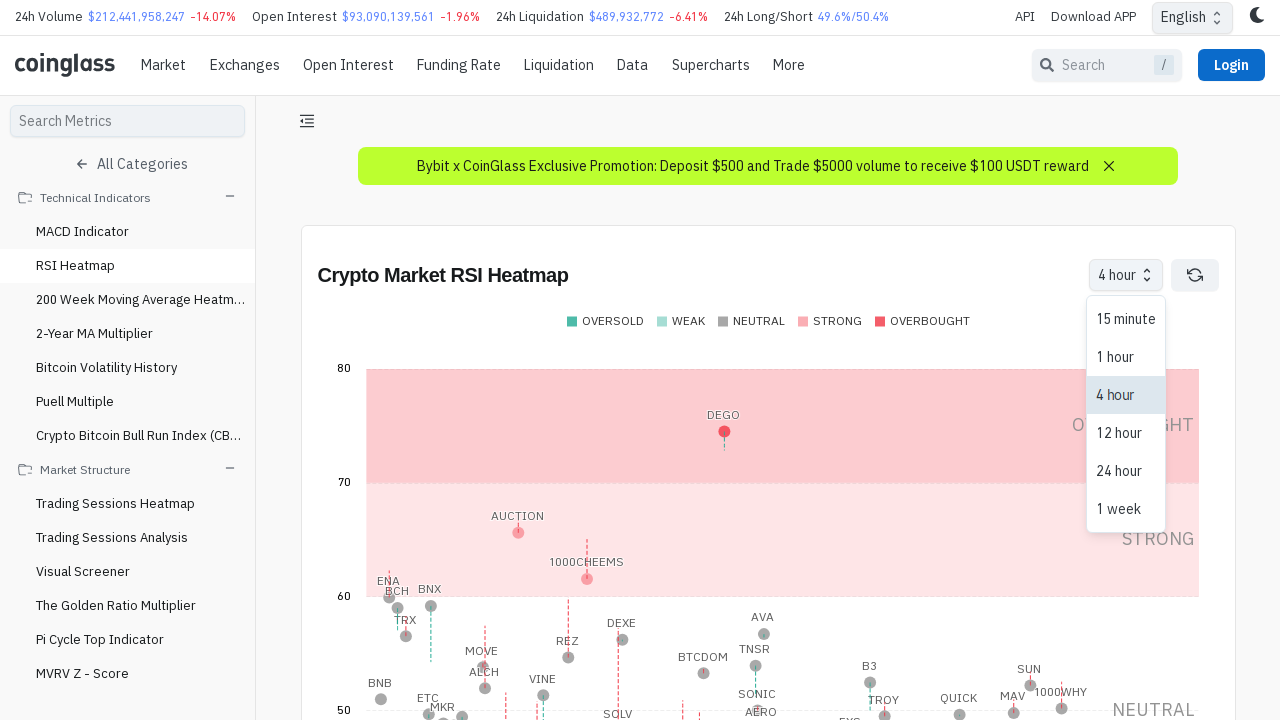 24h Volume $212,441,958,247 -14.07% Open Interest $93,090,139,561 -1.96% 24h Liquidation $489,932,772 -6.41% 24h Long/Short 49.6%/50.4% API Download APP English
coinglass Market Exchanges Open Interest Funding Rate Liquidation Data Supercharts More Search / Login
Search Metrics
All Categories
Technical Indicators
MACD Indicator
RSI Heatmap
200 Week Moving Average Heatm...
2-Year MA Multiplier
Bitcoin Volatility History
Puell Multiple
Crypto Bitcoin Bull Run Index (CB...
Market Structure
Trading Sessions Heatmap
Trading Sessions Analysis
Visual Screener
The Golden Ratio Multiplier
Pi Cycle Top Indicator
MVRV Z - Score
Bybit x CoinGlass Exclusive Promotion: Deposit $500 and Trade $5000 volume to receive $100 USDT reward
Crypto Market RSI Heatmap
4 hour
15 minute
1 hour
4 hour
12 hour
24 hour
1 week
OVERSOLD WEAK NEUTRAL STRONG OVERBOUGHT
80
DEGO
70
AUCTION
STRONG
1000CHEEMS
ENA
BCH
BNX
60
TRX
DEXE
AVA
REZ
MOVE
TNSR
BTCDOM
ALCH
B3
SUN
BNB
VINE
ETC
MKR
SONIC
TROY
QUICK
MAV
1000WHY
50
SOLV
AERO
NEUTRAL